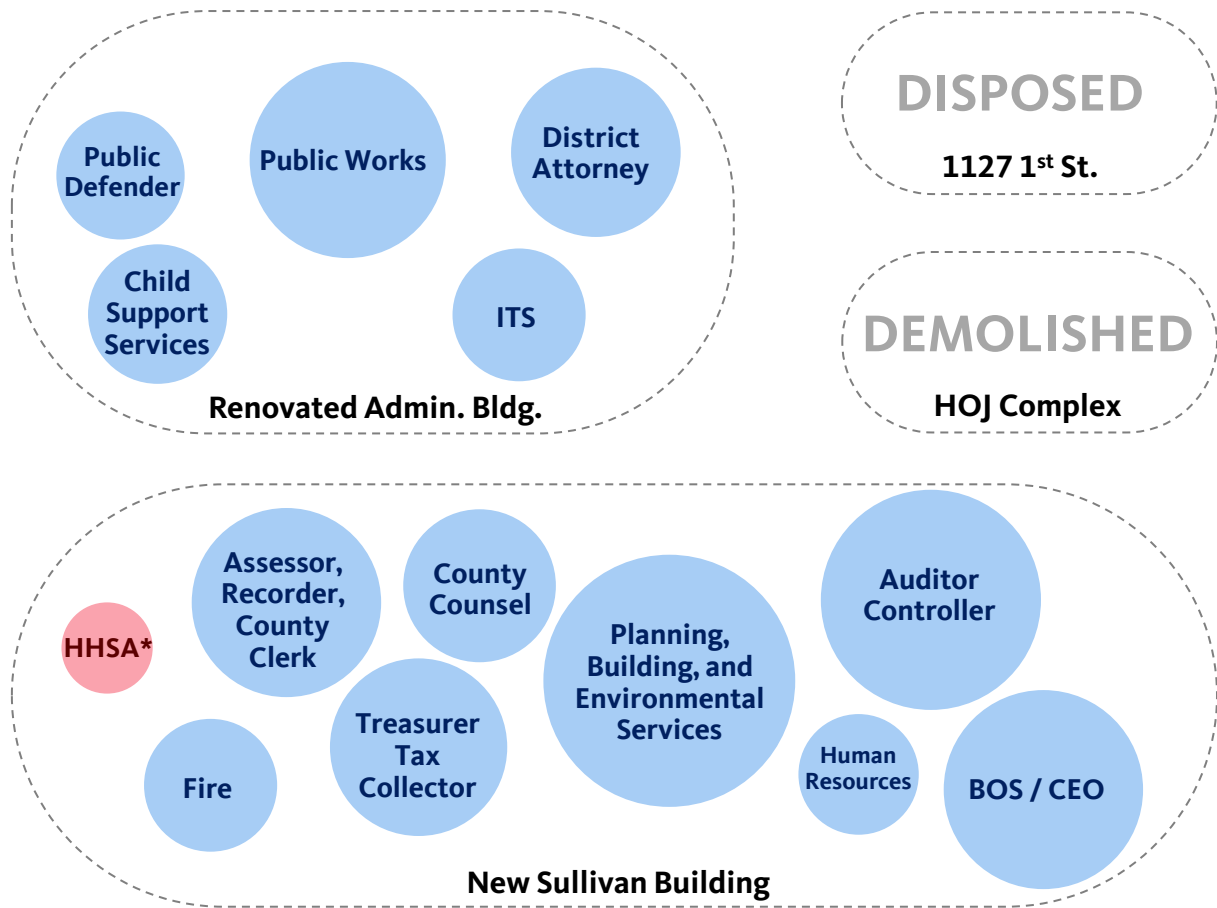 Public
Defender
Public Works
District
Attorney
Child
Support
Services
ITS
Renovated Admin. Bldg.
DISPOSED
1127 1st St.
DEMOLISHED
HOJ Complex
HHSA*
Assessor,
Recorder,
County
Clerk
County
Counsel
Planning,
Building, and
Environmental
Services
Auditor
Controller
Fire
Treasurer
Tax
Collector
Human
Resources
BOS / CEO
New Sullivan Building